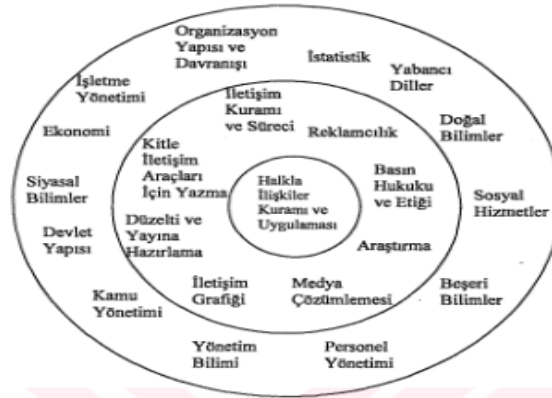 Organizasyon
Yapısı ve
Davranışı
İstatistik
Yabancı
Diller
İşletme
Yönetimi
Ekonomi
Siyasal
Bilimler
Devlet
Yapısı
Kamu
Yönetimi
Yönetim
Bilimi
Personel
Yönetimi
Beşeri
Bilimler
Sosyal
Hizmetler
Doğal
Bilimler
İletişim
Kuramı
ve Süreci
Reklamcılık
Kitle
İletişim
Araçları
İçin Yazma
Basın
Hukuku
ve Etiği
Düzelti ve
Yayına
Hazırlama
Araştırma
İletişim
Grafiği
Medya
Çözümlemesi
Halkla
İlişkiler
Kuramı ve
Uygulaması